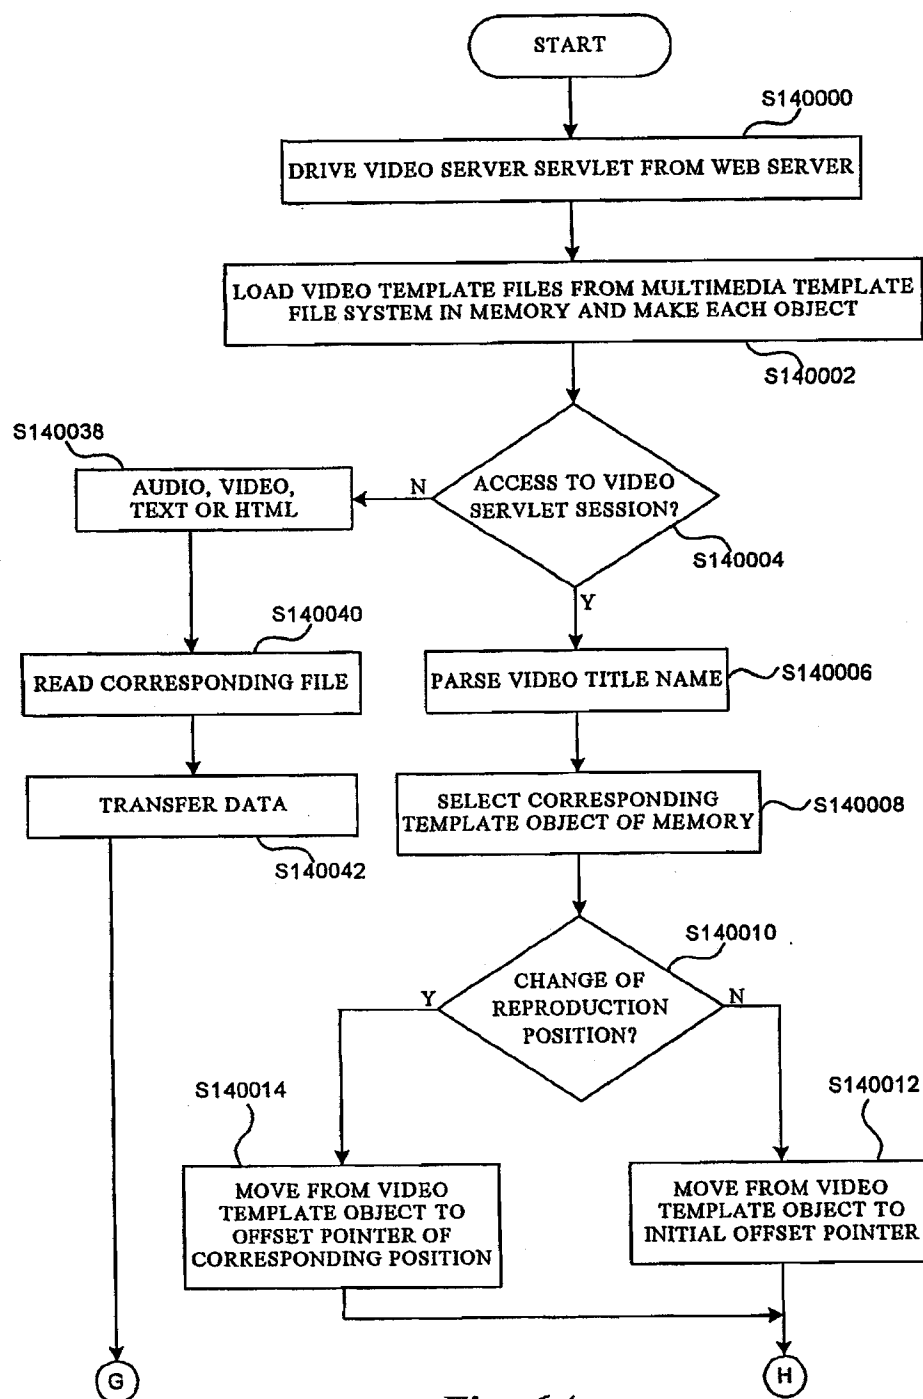 START
S140000
DRIVE VIDEO SERVER SERVLET FROM WEB SERVER
LOAD VIDEO TEMPLATE FILES FROM MULTIMEDIA TEMPLATE
FILE SYSTEM IN MEMORY AND MAKE EACH OBJECT
S140002
S140038
AUDIO, VIDEO,
TEXT OR HTML
N
ACCESS TO VIDEO
SERVLET SESSION?
S140004
Y
S140040
READ CORRESPONDING FILE
PARSE VIDEO TITLE NAME
S140006
TRANSFER DATA
S140042
SELECT CORRESPONDING
TEMPLATE OBJECT OF MEMORY
S140008
S140010
Y
CHANGE OF
REPRODUCTION
POSITION?
N
S140014
S140012
MOVE FROM VIDEO
TEMPLATE OBJECT TO
OFFSET POINTER OF
CORRESPONDING POSITION
MOVE FROM VIDEO
TEMPLATE OBJECT TO
INITIAL OFFSET POINTER
G
H